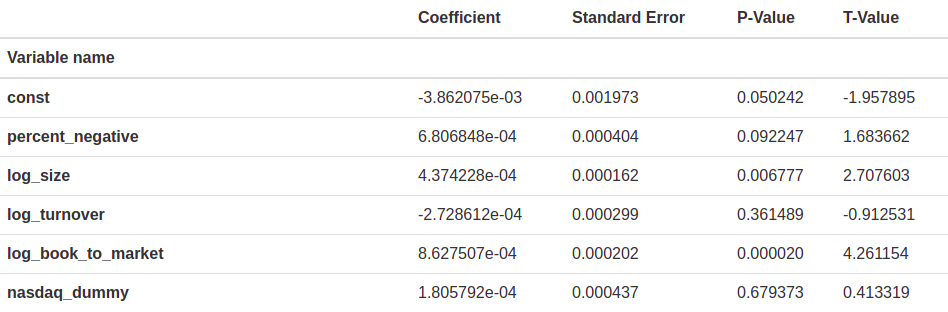 Coefficient Standard Error P-Value T-Value
Variable name
const -3.862075e-03 0.001973 0.050242 -1.957895
percent_negative 6.806848e-04 0.000404 0.092247 1.683662
log_size 4.374228e-04 0.000162 0.006777 2.707603
log_turnover -2.728612e-04 0.000299 0.361489 -0.912531
log_book_to_market 8.627507e-04 0.000202 0.000020 4.261154
nasdaq_dummy 1.805792e-04 0.000437 0.679373 0.413319